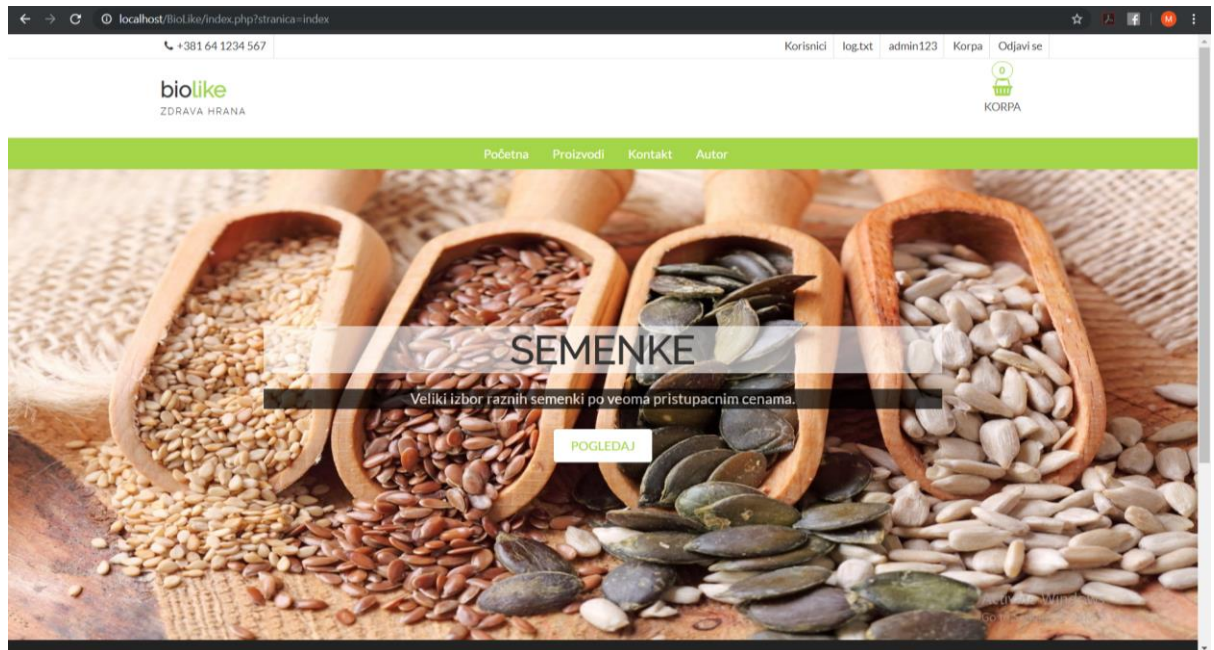 localhost/BioLike/index.php?stranica=index
+381 64 1234 567
Korisnici log.txt admin123 Korpa Odjavi se
0
biolike
ZDRAVA HRANA
KORPA
Početna Proizvodi Kontakt Autor
SEMENKE
Veliki izbor raznih semenki po veoma pristupacnim cenama.
POGLEDAJ